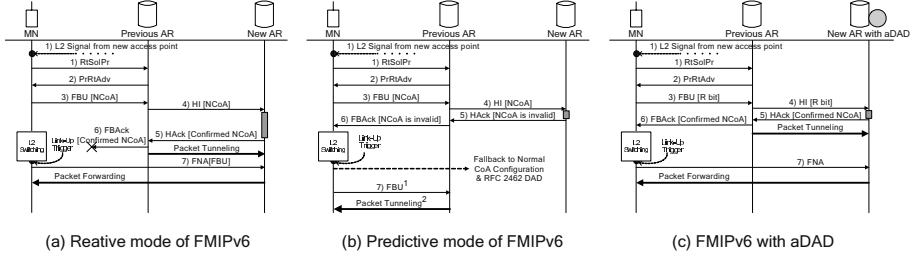 MN
Previous AR
New AR
1) L2 Signal from new access point
1) RtSolPr
2) PrRtAdv
3) FBU [NCoA]
4) HI [NCoA]
6) FBAck
[Confirmed NCoA]
5) HAck [Confirmed NCoA]
L2
Switching
Link-Up
Trigger
Packet Tunneling
7) FNA[FBU]
Packet Forwarding
(a) Reative mode of FMIPv6
MN
Previous AR
New AR
1) L2 Signal from new access point
1) RtSolPr
2) PrRtAdv
3) FBU [NCoA]
4) HI [NCoA]
5) HAck [NCoA is invalid]
6) FBAck [NCoA is invalid]
L2
Switching
Link-Up
Trigger
Fallback to Normal
CoA Configuration
& RFC 2462 DAD
7) FBU1
Packet Tunneling2
(b) Predictive mode of FMIPv6
MN
Previous AR
New AR with aDAD
1) L2 Signal from new access point
1) RtSolPr
2) PrRtAdv
3) FBU [R bit]
4) HI [R bit]
5) HAck [Confirmed NCoA]
6) FBAck [Confirmed NCoA]
L2
Switching
Link-Up
Trigger
Packet Tunneling
7) FNA
Packet Forwarding
(c) FMIPv6 with aDAD